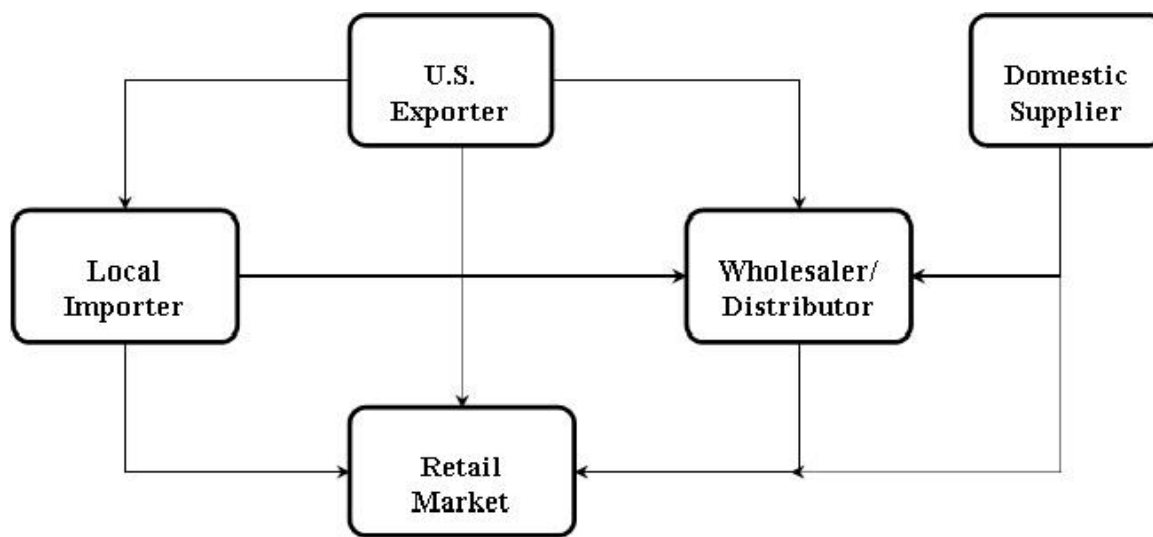 U.S.
Exporter
Domestic
Supplier
Local
Importer
Wholesaler/
Distributor
Retail
Market